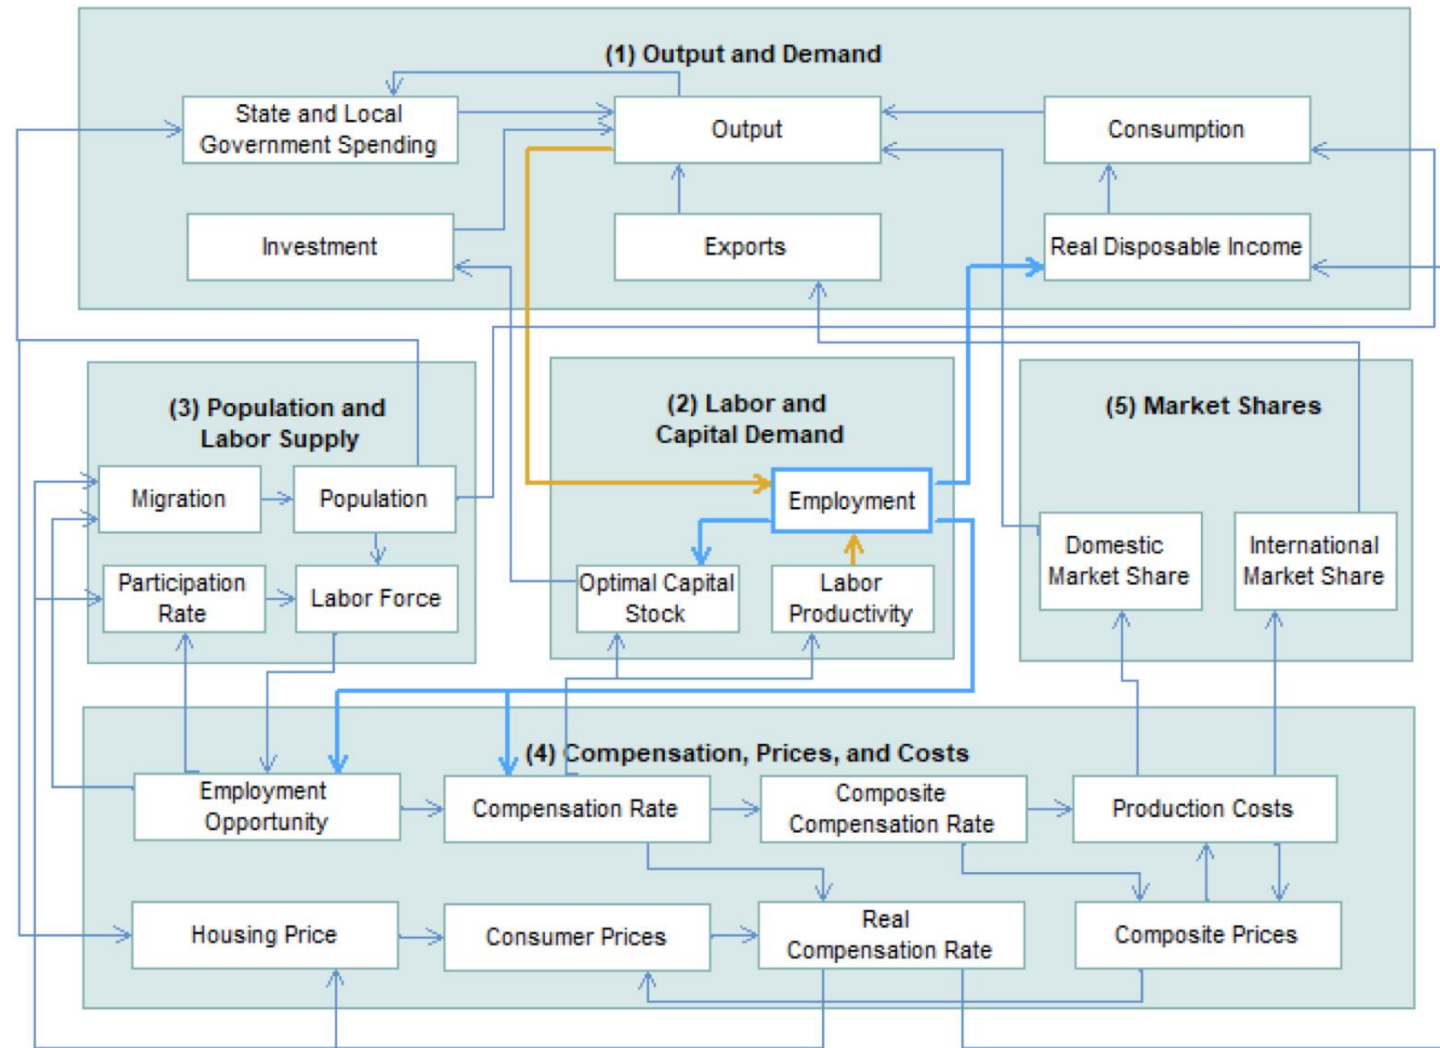 (1) Output and Demand
State and Local
Government Spending
Output
Consumption
Investment
Exports
Real Disposable Income
(3) Population and
Labor Supply
Migration
Population
Participation
Rate
Labor Force
(2) Labor and
Capital Demand
Employment
Optimal Capital
Stock
Labor
Productivity
(5) Market Shares
Domestic
Market Share
International
Market Share
(4) Compensation, Prices, and Costs
Employment
Opportunity
Compensation Rate
Composite
Compensation Rate
Production Costs
Housing Price
Consumer Prices
Real
Compensation Rate
Composite Prices